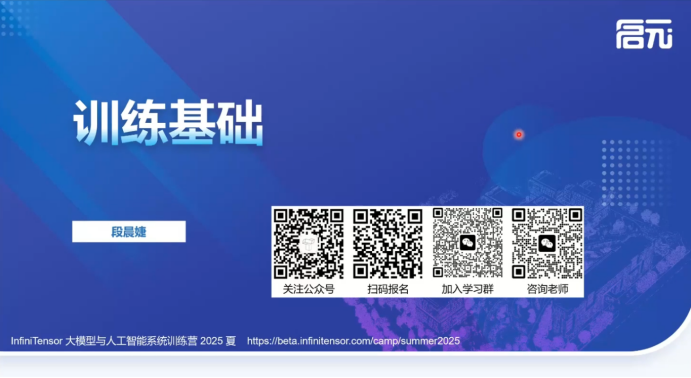 启元
训练基础
段晨婕
关注公众号
扫码报名
加入学习群
咨询老师
InfiniTensor 大模型与人工智能系统训练营 2025 夏 https://beta.infinitensor.com/camp/summer2025